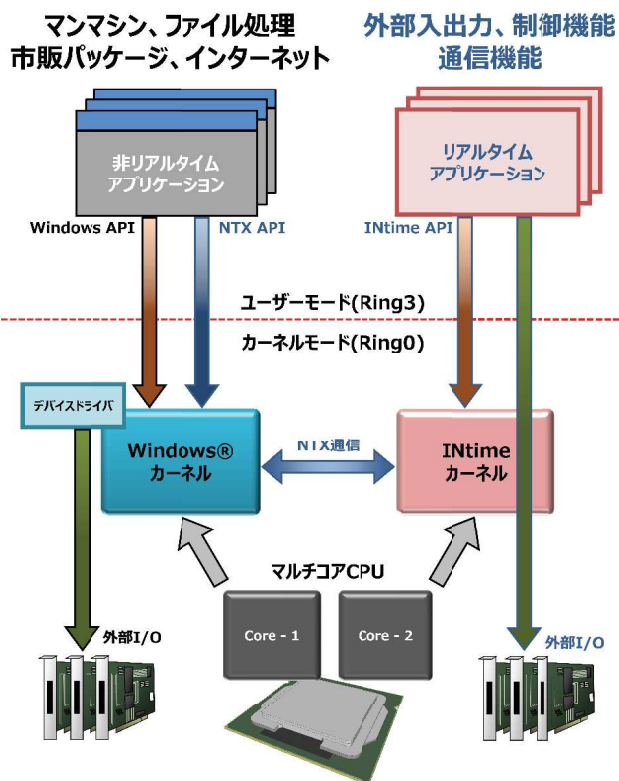 マンマシン、ファイル処理
市販パッケージ、インターネット
外部入出力、制御機能
通信機能
非リアルタイム
アプリケーション
リアルタイム
アプリケーション
Windows API
NTX API
INtime API
ユーザーモード(Ring3)
カーネルモード(Ring0)
デバイスドライバ
Windows®
カーネル
NTX通信
INtime
カーネル
マルチコアCPU
Core - 1
Core - 2
外部I/O
外部I/O